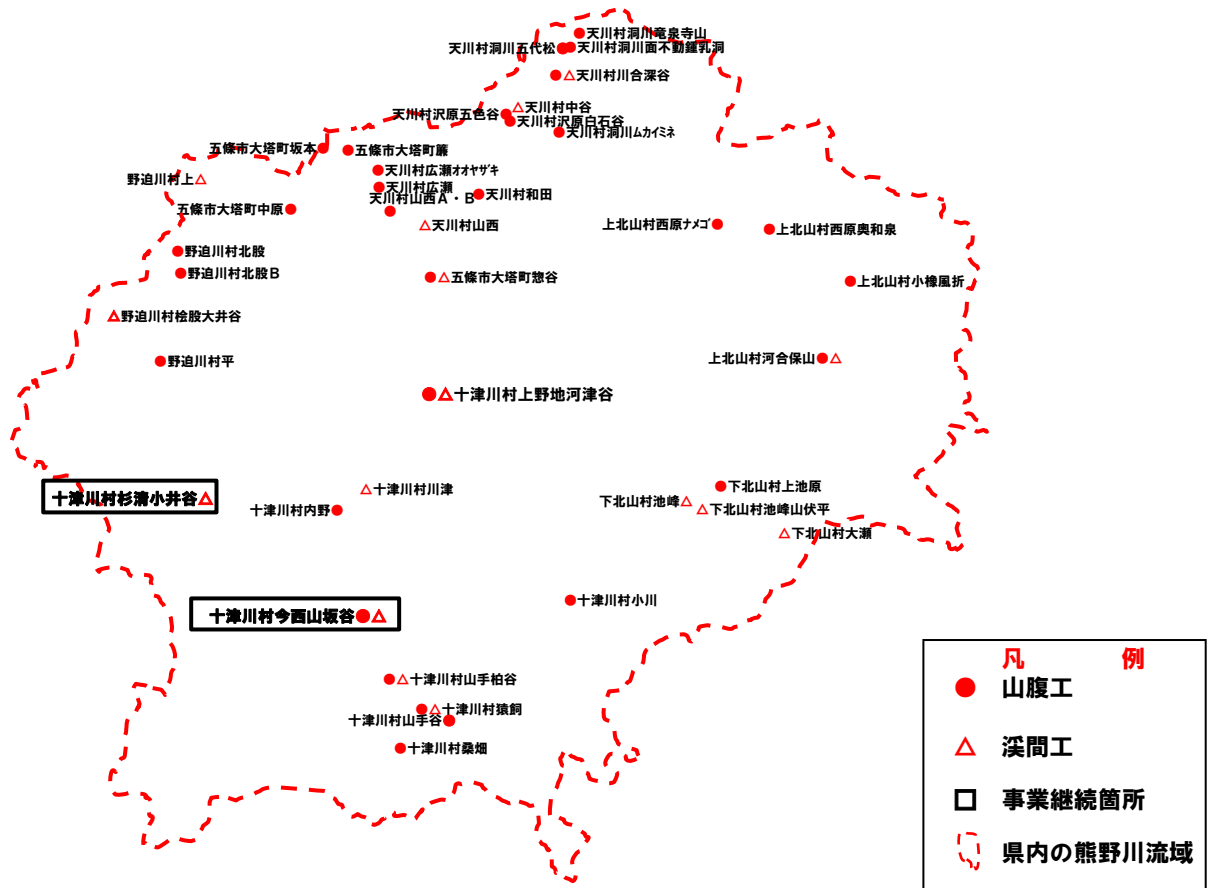 天川村洞川竜泉寺山
天川村洞川五代松
天川村洞川面不動鍾乳洞
天川村川合深谷
天川村中谷
天川村沢原五色谷
天川村沢原白石谷
天川村洞川ムカイミネ
五條市大塔町坂本
五條市大塔町簾
天川村広瀬オオヤザキ
野迫川村上
天川村広瀬
天川村山西A・B
天川村和田
五條市大塔町中原
天川村山西
上北山村西原ナメゴ
上北山村西原奥和泉
野迫川村北股
野迫川村北股B
五條市大塔町惣谷
上北山村小橡風折
野迫川村桧股大井谷
野迫川村平
上北山村河合保山
十津川村上野地河津谷
十津川村杉清小井谷
十津川村川津
十津川村内野
下北山村上池原
下北山村池峰
下北山村池峰山伏平
下北山村大瀬
十津川村小川
十津川村今西山坂谷
十津川村山手柏谷
十津川村猿飼
十津川村山手谷
十津川村桑畑
凡 例
山腹工
渓間工
事業継続箇所
県内の熊野川流域